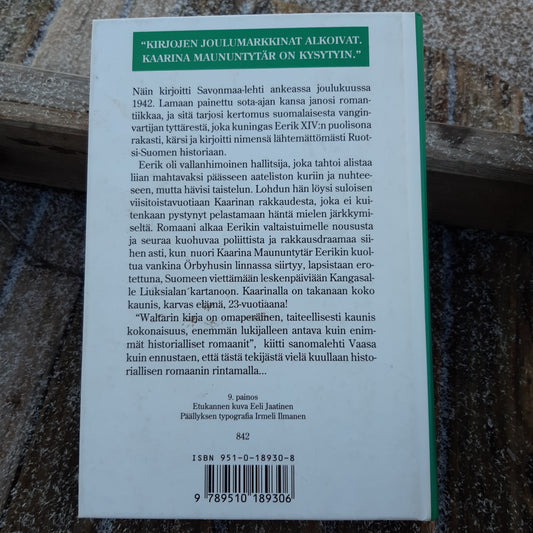 "KIRJOJEN JOULUMARKKINAT ALKOIVAT.
KAARINA MAUNUNTYTÄR ON KYSYTYIN."
Näin kirjoitti Savonmaa-lehti ankeassa joulukuussa
1942. Lamaan painettu sota-ajan kansa janosi roman-
tiikkaa, ja sitä tarjosi kertomus suomalaisesta vangin-
vartijan tyttärestä, joka kuningas Eerik XIV:n puolisona
rakasti, kärsi ja kirjoitti nimensä lähtemättömästi Ruot-
si-Suomen historiaan.
Eerik oli vallanhimoinen hallitsija, joka tahtoi alistaa
liian mahtavaksi päässeen aateliston kuriin ja nuhtee-
seen, mutta hävisi taistelun. Lohdun hän löysi suloisen
viisitoistavuotiaan Kaarinan rakkaudesta, joka ei kui-
tenkaan pystynyt pelastamaan häntä mielen järkkymi-
seltä. Romaani alkaa Eerikin valtaistuimelle noususta
ja seuraa kuohuvaa poliittista ja rakkausdraamaa sii-
hen asti, kun nuori Kaarina Maununtytär Eerikin kuol-
tua vankina Örbyhusin linnassa siirtyy, lapsistaan ero-
tettuna, Suomeen viettämään leskenpäiviään Kangasal-
le Liuksialan kartanoon. Kaarinalla on takanaan koko
kaunis, karvas elämä, 23-vuotiaana!
"Waltarin kirja on omaperäinen, taiteellisesti kaunis
kokonaisuus, enemmän lukijalleen antava kuin enim-
mät historialliset romaanit", kiitti sanomalehti Vaasa
kuin ennustaen, että tästä tekijästä vielä kuullaan histo-
riallisen romaanin rintamalla...
9. painos
Etukannen kuva Eeli Jaatinen
Päällyksen typografia Irmeli Ilmanen
842
ISBN 951-0-18930-8
9 789510 189306